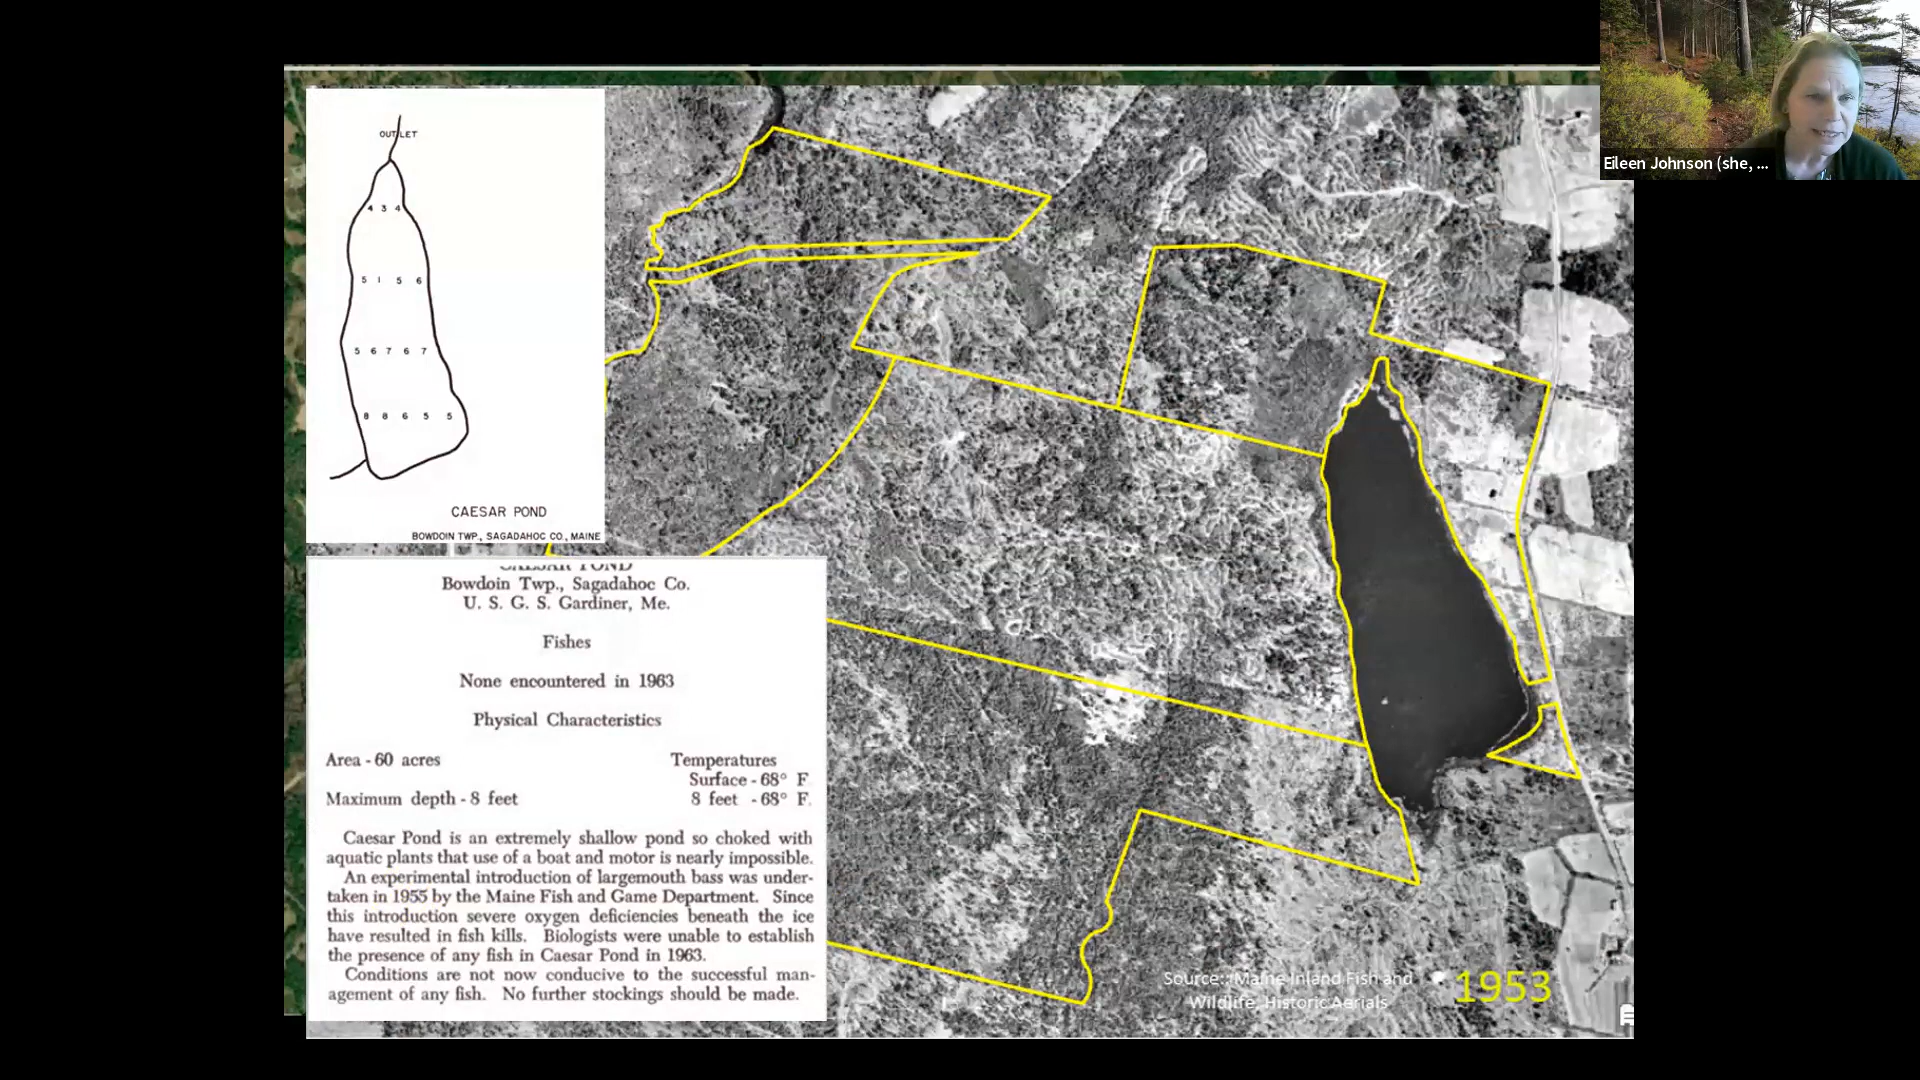 OUTLET
4 3 4
5 1 5 6
5 6 7 6 7
8 8 6 5 5
CAESAR POND
BOWDOIN TWP., SAGADAHOC CO., MAINE
CAESAR POND
Bowdoin Twp., Sagadahoc Co.
U. S. G. S. Gardiner, Me.
Fishes
None encountered in 1963
Physical Characteristics
Area - 60 acres
Maximum depth - 8 feet
Temperatures
Surface - 68° F.
8 feet - 68° F.
Caesar Pond is an extremely shallow pond so choked with
aquatic plants that use of a boat and motor is nearly impossible.
An experimental introduction of largemouth bass was under-
taken in 1955 by the Maine Fish and Game Department. Since
this introduction severe oxygen deficiencies beneath the ice
have resulted in fish kills. Biologists were unable to establish
the presence of any fish in Caesar Pond in 1963.
Conditions are not now conducive to the successful man-
agement of any fish. No further stockings should be made.
Source: Maine Inland Fish and
Wildlife, Historic Aerials
1953
Eileen Johnson (she, ...